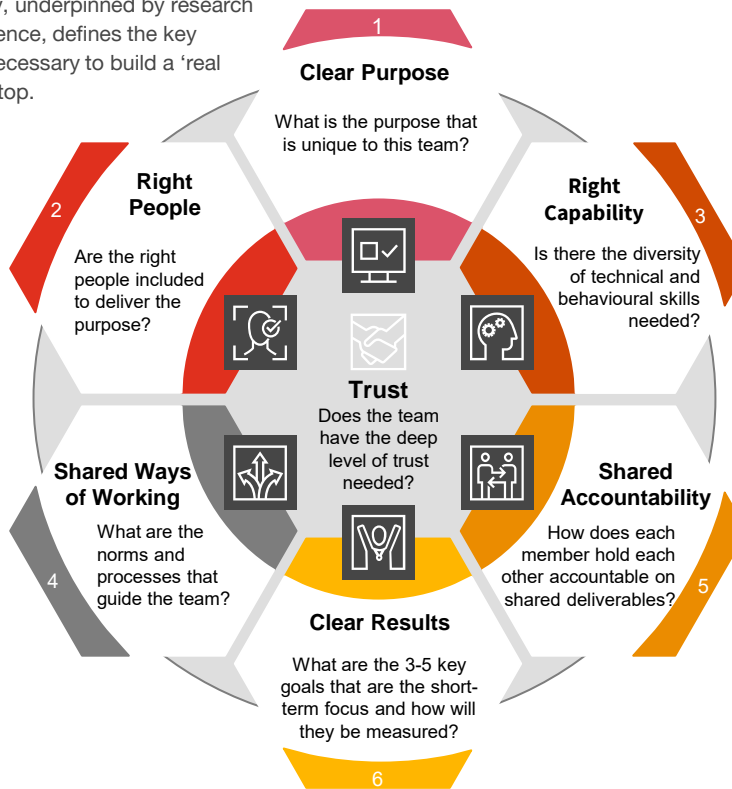 , underpinned by research
ence, defines the key
ecessary to build a ‘real
top.
1
Clear Purpose
What is the purpose that
is unique to this team?
2
Right
People
Are the right
people included
to deliver the
purpose?
3
Right
Capability
Is there the diversity
of technical and
behavioural skills
needed?
Trust
Does the team
have the deep
level of trust
needed?
4
Shared Ways
of Working
What are the
norms and
processes that
guide the team?
5
Shared
Accountability
How does each
member hold each
other accountable on
shared deliverables?
Clear Results
What are the 3-5 key
goals that are the short-
term focus and how will
they be measured?
6